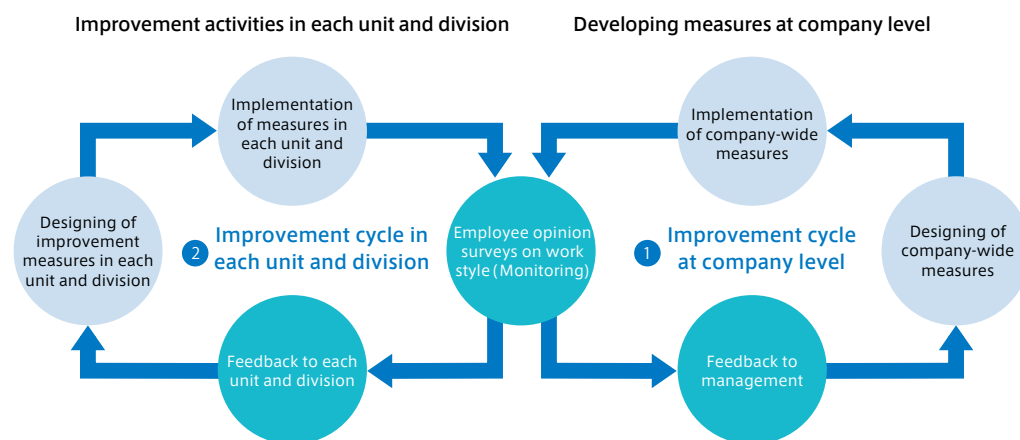 Improvement activities in each unit and division
Developing measures at company level
Implementation
of measures in
each unit and
division
Implementation
of company-wide
measures
Designing of
improvement
measures in each
unit and division
2 Improvement cycle in
each unit and division
Employee opinion
surveys on work
style (Monitoring)
1 Improvement cycle
at company level
Designing of
company-wide
measures
Feedback to each
unit and division
Feedback to
management